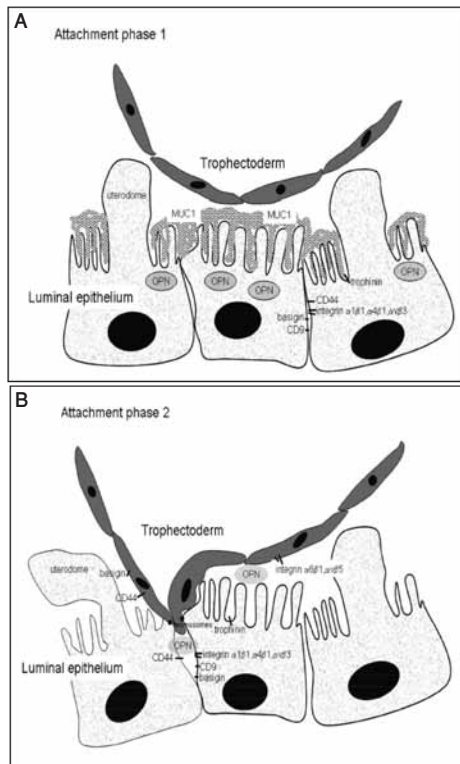 A
Attachment phase 1
Trophectoderm
uterodome
MUC1 MUC1
OPN OPN OPN OPN
trophinin
Luminal epithelium
CD44
integrin α1β1,α4β1,αvβ3
basigin
CD9
B
Attachment phase 2
Trophectoderm
uterodome
basigin
CD44
OPN
integrin
trophinin
OPN
Luminal epithelium
CD44
integrin α1β1,α4β1,αvβ3
CD9
basigin